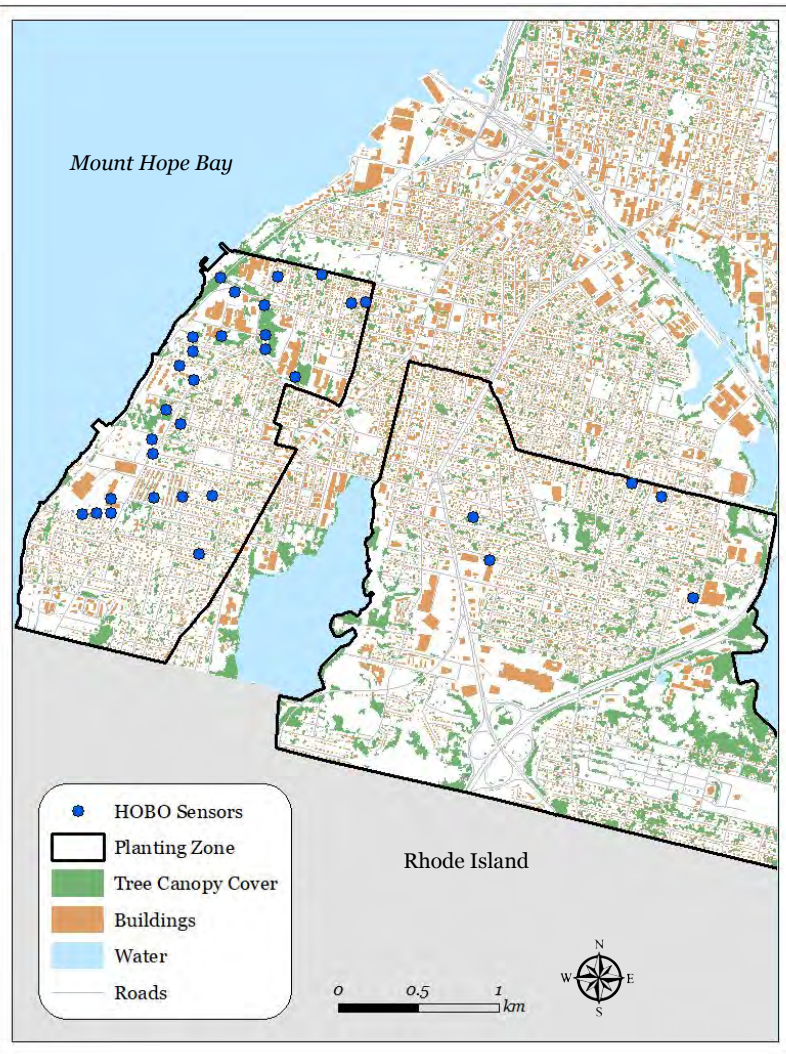 Mount Hope Bay
HOBO Sensors
Planting Zone
Tree Canopy Cover
Buildings
Water
Roads
Rhode Island
N
W E
S
0 0.5 1
km